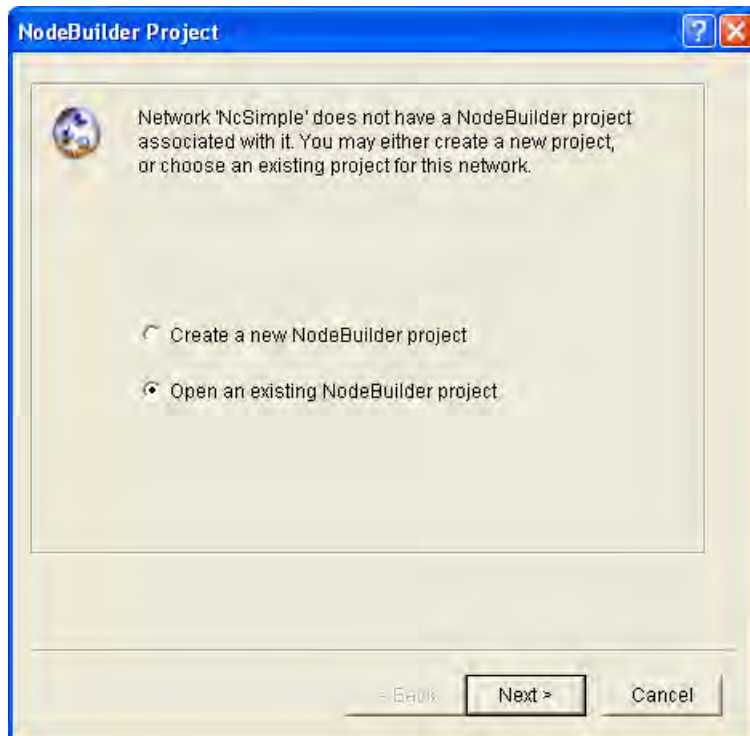 NodeBuilder Project
Network 'NcSimple' does not have a NodeBuilder project
associated with it. You may either create a new project,
or choose an existing project for this network.
Create a new NodeBuilder project
Open an existing NodeBuilder project
< Back
Next >
Cancel